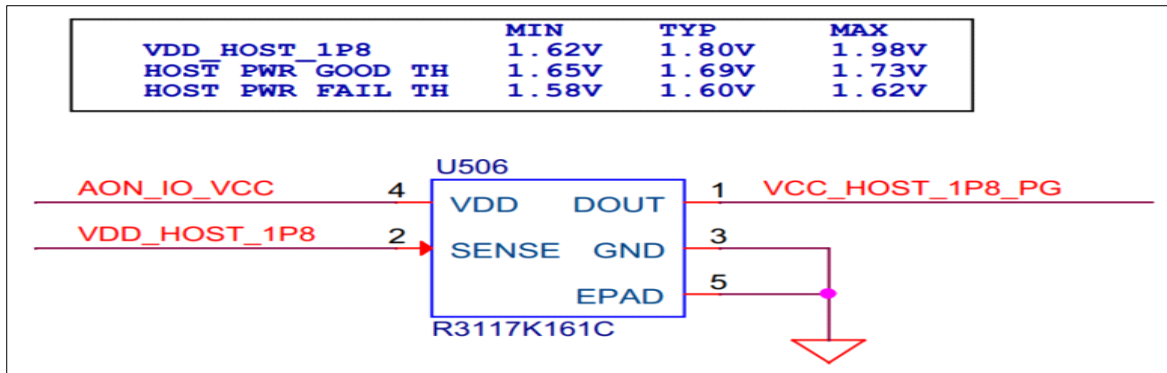 MIN TYP MAX
VDD_HOST_1P8 1.62V 1.80V 1.98V
HOST PWR GOOD TH 1.65V 1.69V 1.73V
HOST PWR FAIL TH 1.58V 1.60V 1.62V
U506
AON_IO_VCC 4 VDD DOUT 1 VCC_HOST_1P8_PG
VDD_HOST_1P8 2 SENSE GND 3
EPAD 5
R3117K161C